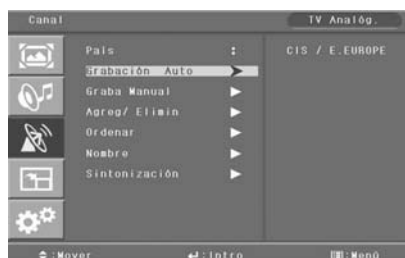 Canal TV Analóg.
País : CIS / E.EUROPE
Grabación Auto
Graba Manual
Agreg/ Elimin
Ordenar
Nombre
Sintonización
:Mover :Intro :Menú